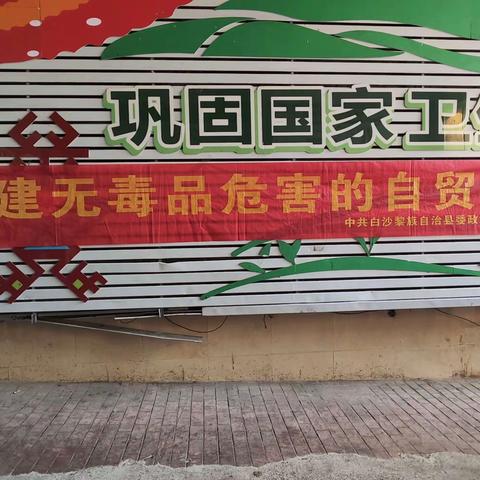 巩固国家卫
建无毒品危害的自贸
中共白沙黎族自治县委政